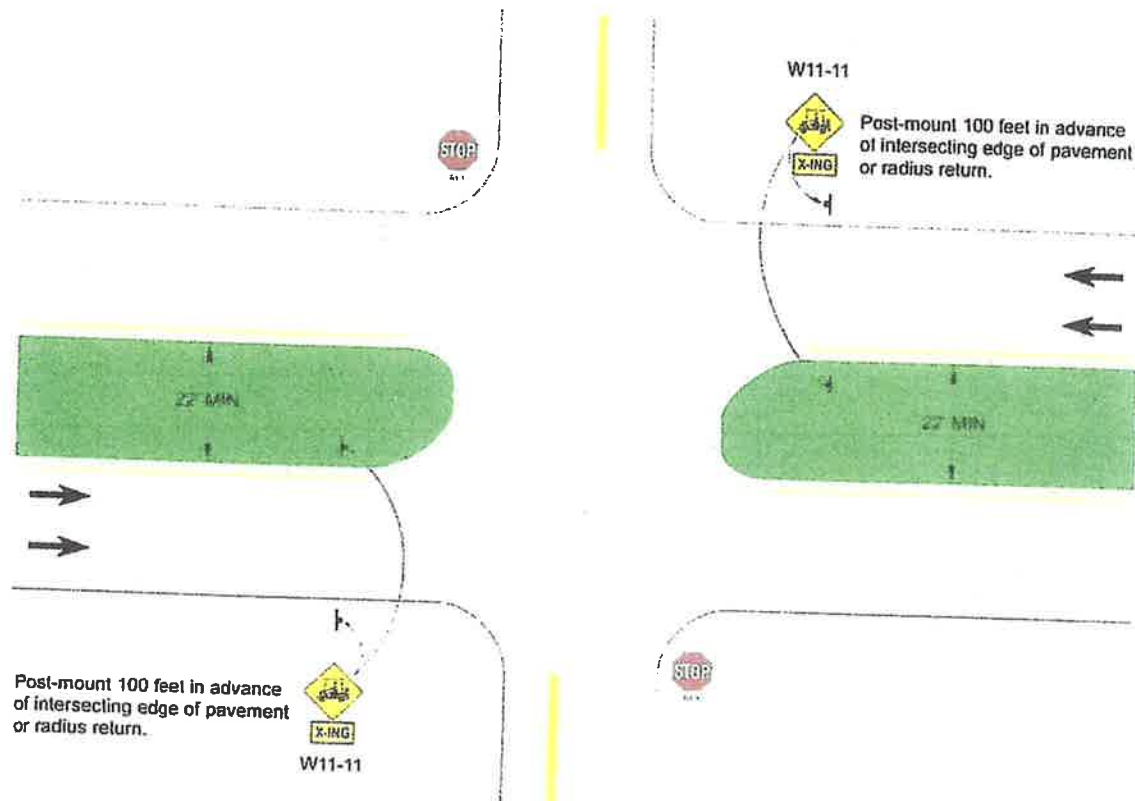 W11-11
Post-mount 100 feet in advance
of intersecting edge of pavement
or radius return.
X-ING
STOP
22' MIN
22' MIN
STOP
Post-mount 100 feet in advance
of intersecting edge of pavement
or radius return.
X-ING
W11-11